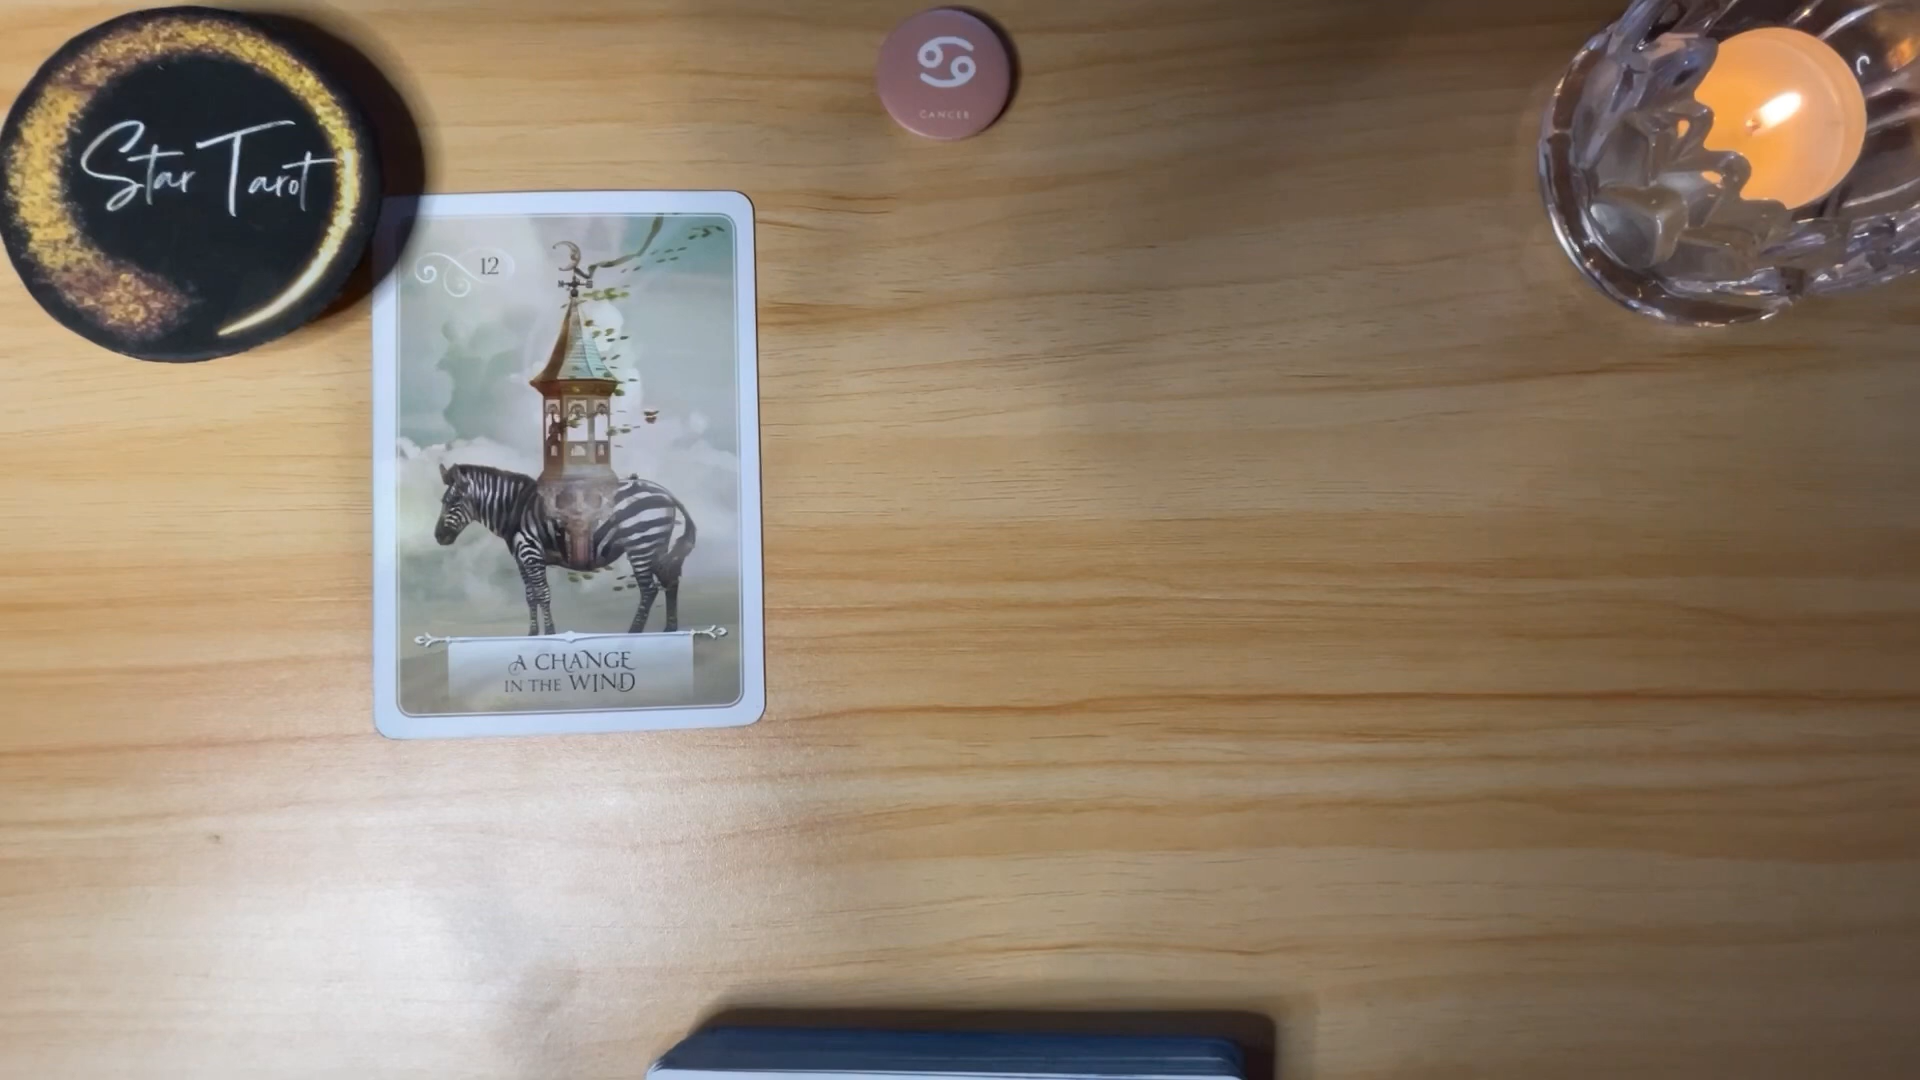 Star Tarot
CANCER
12
A CHANGE
IN THE WIND